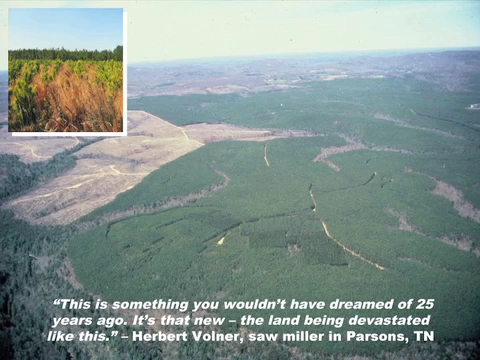 “This is something you wouldn’t have dreamed of 25
years ago. It’s that new – the land being devastated
like this.” – Herbert Volner, saw miller in Parsons, TN